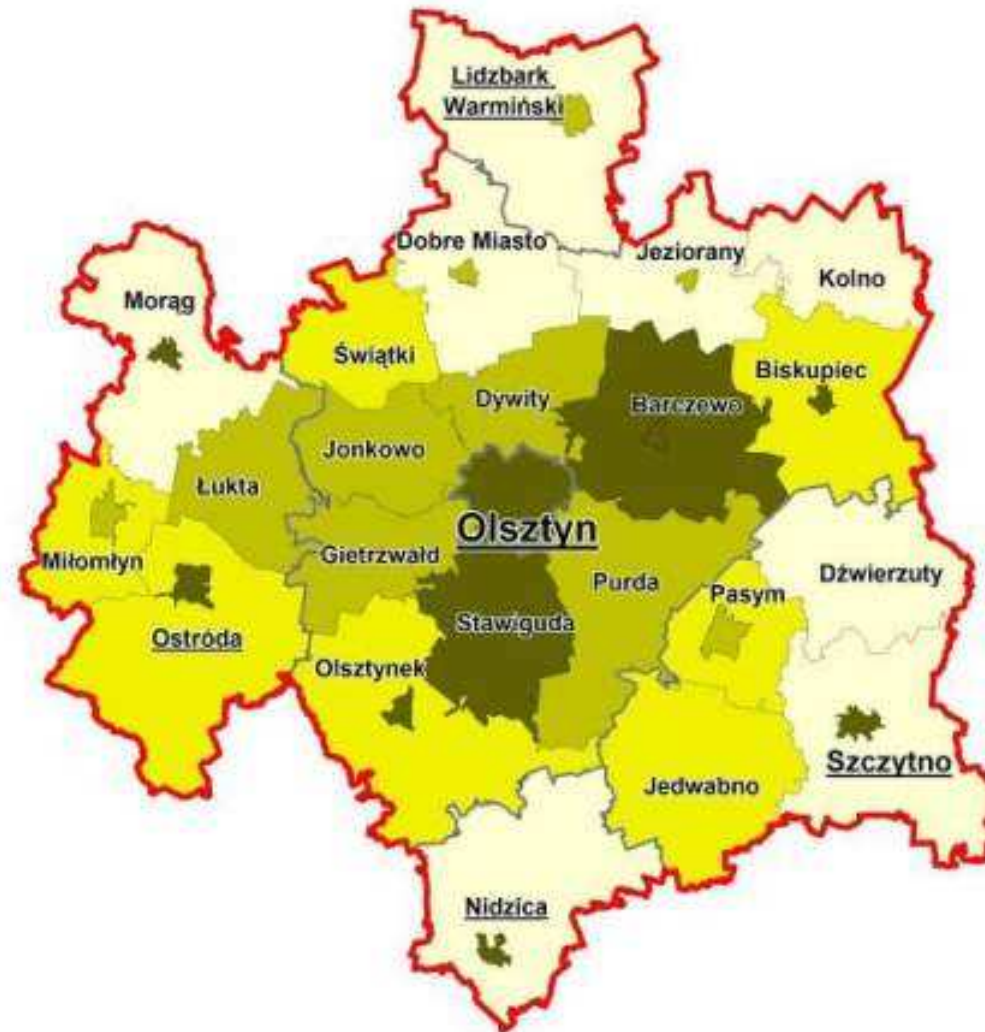 Lidzbark
Warmiński
Dobre Miasto
Jeziorany
Kolno
Morąg
Świątki
Biskupiec
Dywity
Barczewo
Jonkowo
Łukta
Olsztyn
Gietrzwałd
Miłomłyn
Purda
Dźwierzuty
Pasym
Stawiguda
Ostróda
Olsztynek
Szczytno
Jedwabno
Nidzica